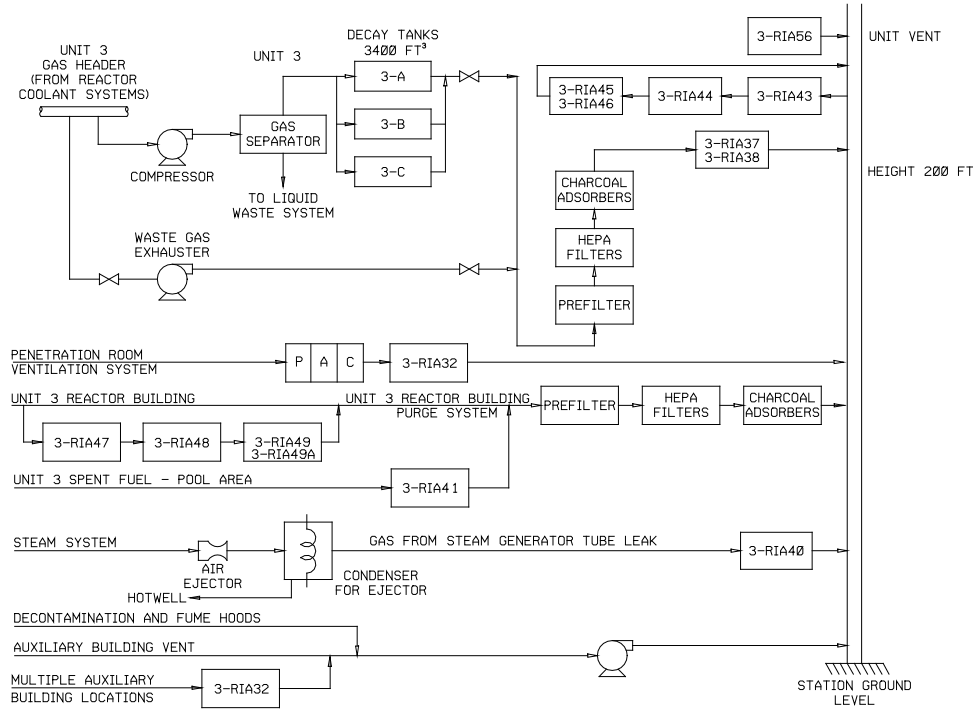 UNIT 3
GAS HEADER
(FROM REACTOR
COOLANT SYSTEMS)
COMPRESSOR
UNIT 3
GAS
SEPARATOR
TO LIQUID
WASTE SYSTEM
DECAY TANKS
3400 FT³
3-A
3-B
3-C
WASTE GAS
EXHAUSTER
3-RIA56
UNIT VENT
3-RIA45
3-RIA46
3-RIA44
3-RIA43
3-RIA37
3-RIA38
HEIGHT 200 FT
CHARCOAL
ADSORBERS
HEPA
FILTERS
PREFILTER
PENETRATION ROOM
VENTILATION SYSTEM
P
A
C
3-RIA32
UNIT 3 REACTOR BUILDING
UNIT 3 REACTOR BUILDING
PURGE SYSTEM
PREFILTER
HEPA
FILTERS
CHARCOAL
ADSORBERS
3-RIA47
3-RIA48
3-RIA49
3-RIA49A
UNIT 3 SPENT FUEL - POOL AREA
3-RIA41
STEAM SYSTEM
AIR
EJECTOR
HOTWELL
CONDENSER
FOR EJECTOR
GAS FROM STEAM GENERATOR TUBE LEAK
3-RIA40
DECONTAMINATION AND FUME HOODS
AUXILIARY BUILDING VENT
MULTIPLE AUXILIARY
BUILDING LOCATIONS
3-RIA32
STATION GROUND
LEVEL